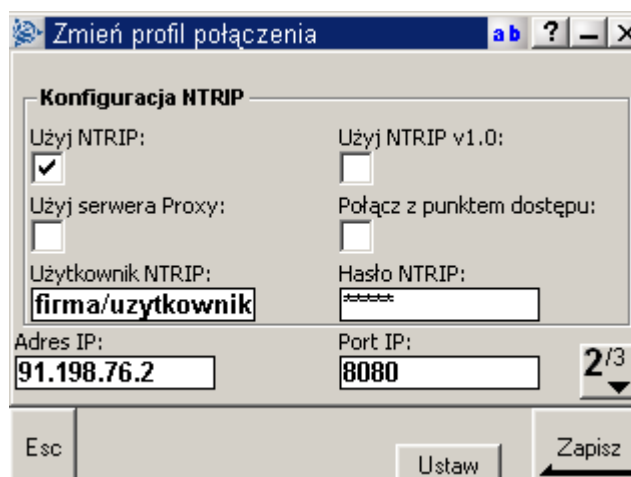 Zmień profil połączenia ab ? – X
Konfiguracja NTRIP
Użyj NTRIP: Użyj NTRIP v1.0:
Użyj serwera Proxy: Połącz z punktem dostępu:
Użytkownik NTRIP: Hasło NTRIP:
firma/uzytkownik *****
Adres IP: Port IP:
91.198.76.2 8080 2/3
Esc Ustaw Zapisz